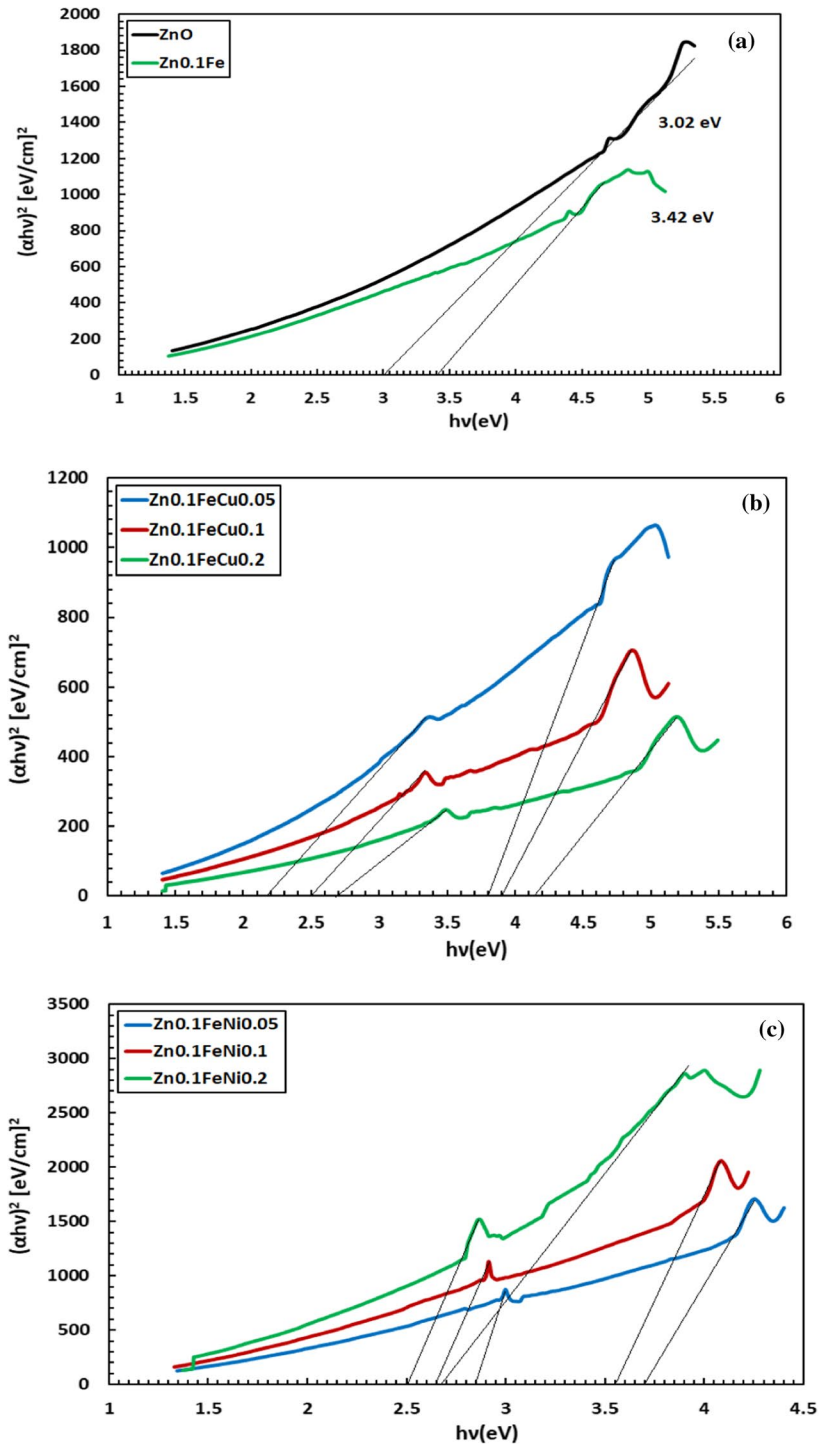 2000
1800
1600
1400
1200
1000
800
600
400
200
0
(αhν)² [eV/cm]²
ZnO
Zn0.1Fe
(a)
3.02 eV
3.42 eV
1 1.5 2 2.5 3 3.5 4 4.5 5 5.5 6
hν(eV)
1200
1000
800
600
400
200
0
(αhν)² [eV/cm]²
Zn0.1FeCu0.05
Zn0.1FeCu0.1
Zn0.1FeCu0.2
(b)
1 1.5 2 2.5 3 3.5 4 4.5 5 5.5 6
hν(eV)
3500
3000
2500
2000
1500
1000
500
0
(αhν)² [eV/cm]²
Zn0.1FeNi0.05
Zn0.1FeNi0.1
Zn0.1FeNi0.2
(c)
1 1.5 2 2.5 3 3.5 4 4.5
hν(eV)